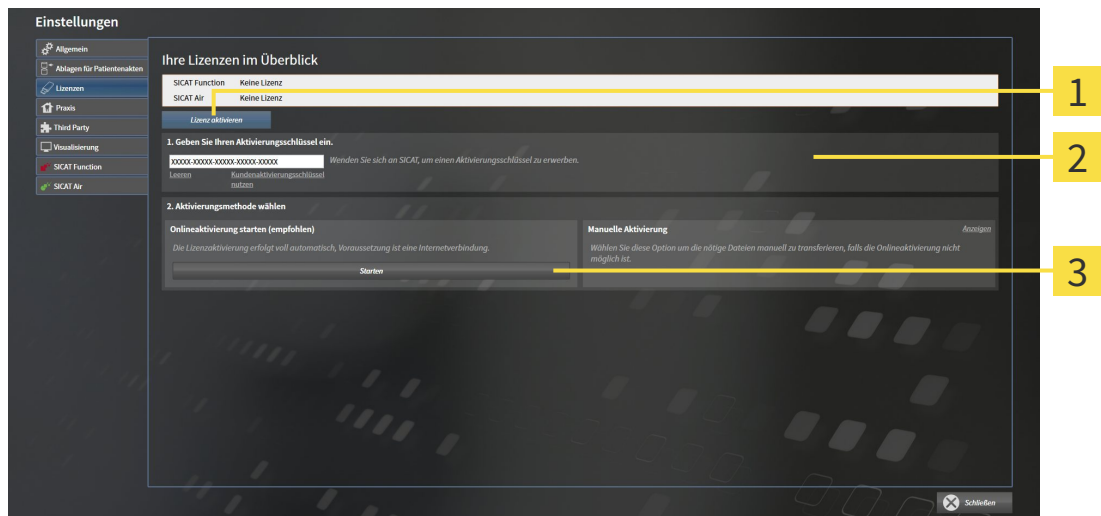 Einstellungen
Allgemein
Ablagen für Patientenakten
Lizenzen
Praxis
Third Party
Visualisierung
SICAT Function
SICAT Air
Ihre Lizenzen im Überblick
SICAT Function Keine Lizenz
SICAT Air Keine Lizenz
Lizenz aktivieren
1. Geben Sie Ihren Aktivierungsschlüssel ein.
XXXXX-XXXXX-XXXXX-XXXXX-XXXXX Wenden Sie sich an SICAT, um einen Aktivierungsschlüssel zu erwerben.
Leeren Kundenaktivierungsschlüssel
nutzen
2. Aktivierungsmethode wählen
Onlineaktivierung starten (empfohlen)
Die Lizenzaktivierung erfolgt voll automatisch, Voraussetzung ist eine Internetverbindung.
Starten
Manuelle Aktivierung Anzeigen
Wählen Sie diese Option um die nötige Dateien manuell zu transferieren, falls die Onlineaktivierung nicht
möglich ist.
Schließen
1
2
3